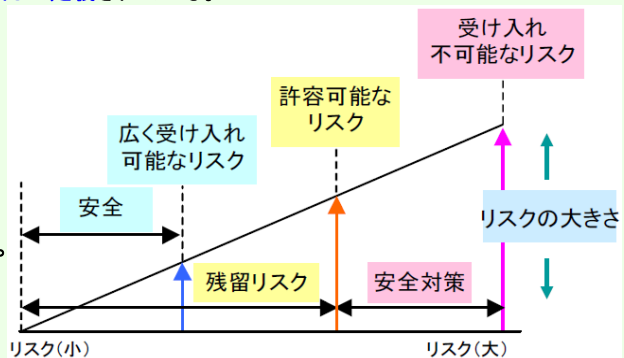 受け入れ
不可能なリスク
許容可能な
リスク
広く受け入れ
可能なリスク
安全
リスクの大きさ
。
残留リスク
安全対策
リスク(小)
リスク(大)